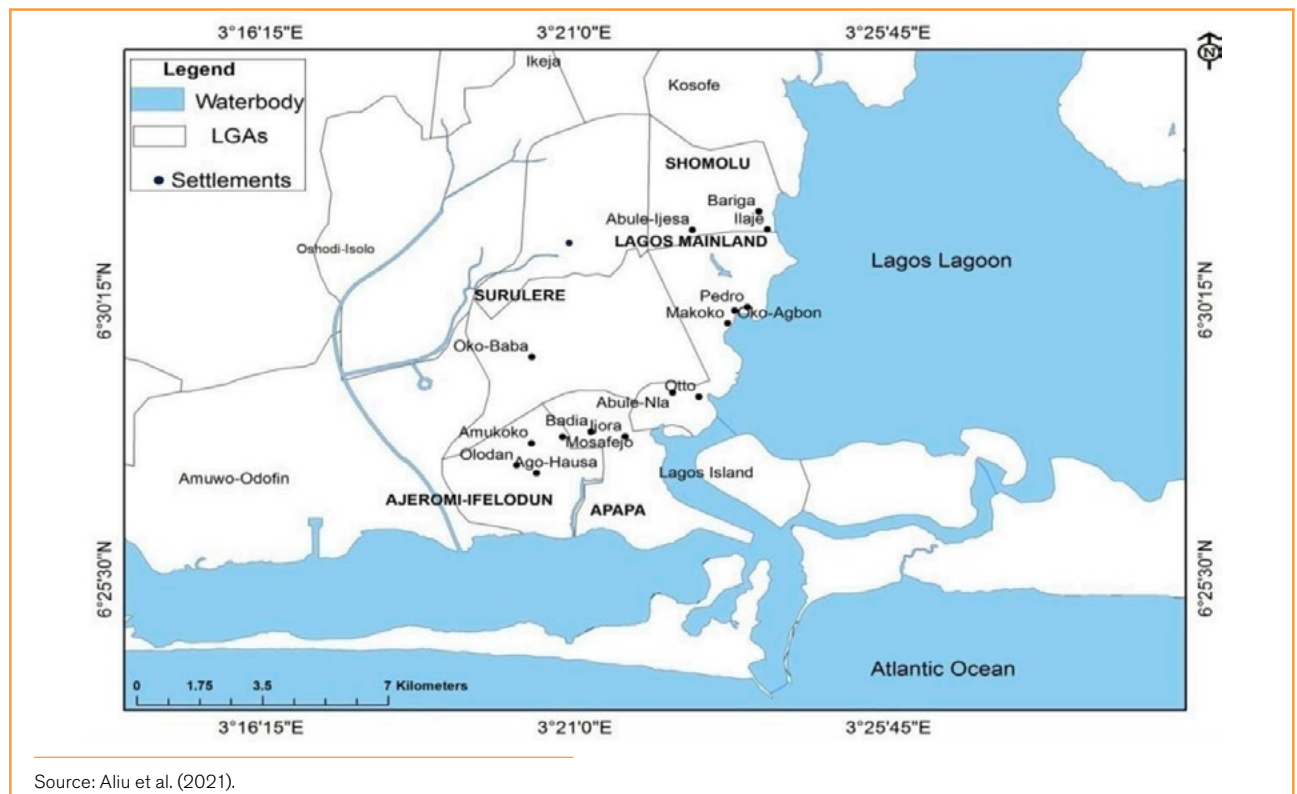 3°16'15"E
3°21'0"E
3°25'45"E
N
Legend
Waterbody
LGAs
Settlements
Ikeja
Kosofe
SHOMOLU
Bariga
Abule-Ijesa
Ilaje
LAGOS MAINLAND
Oshodi-Isolo
Lagos Lagoon
6°30'15"N
6°30'15"N
SURULERE
Pedro
Makoko
Oko-Agbon
Oko-Baba
Otto
Abule-Nla
Badia
Ijora
Amukoko
Mosafejo
Olodan
Ago-Hausa
Lagos Island
Amuwo-Odofin
AJEROMI-IFELODUN
APAPA
6°25'30"N
6°25'30"N
Atlantic Ocean
0 1.75 3.5 7 Kilometers
3°16'15"E
3°21'0"E
3°25'45"E
Source: Aliu et al. (2021).